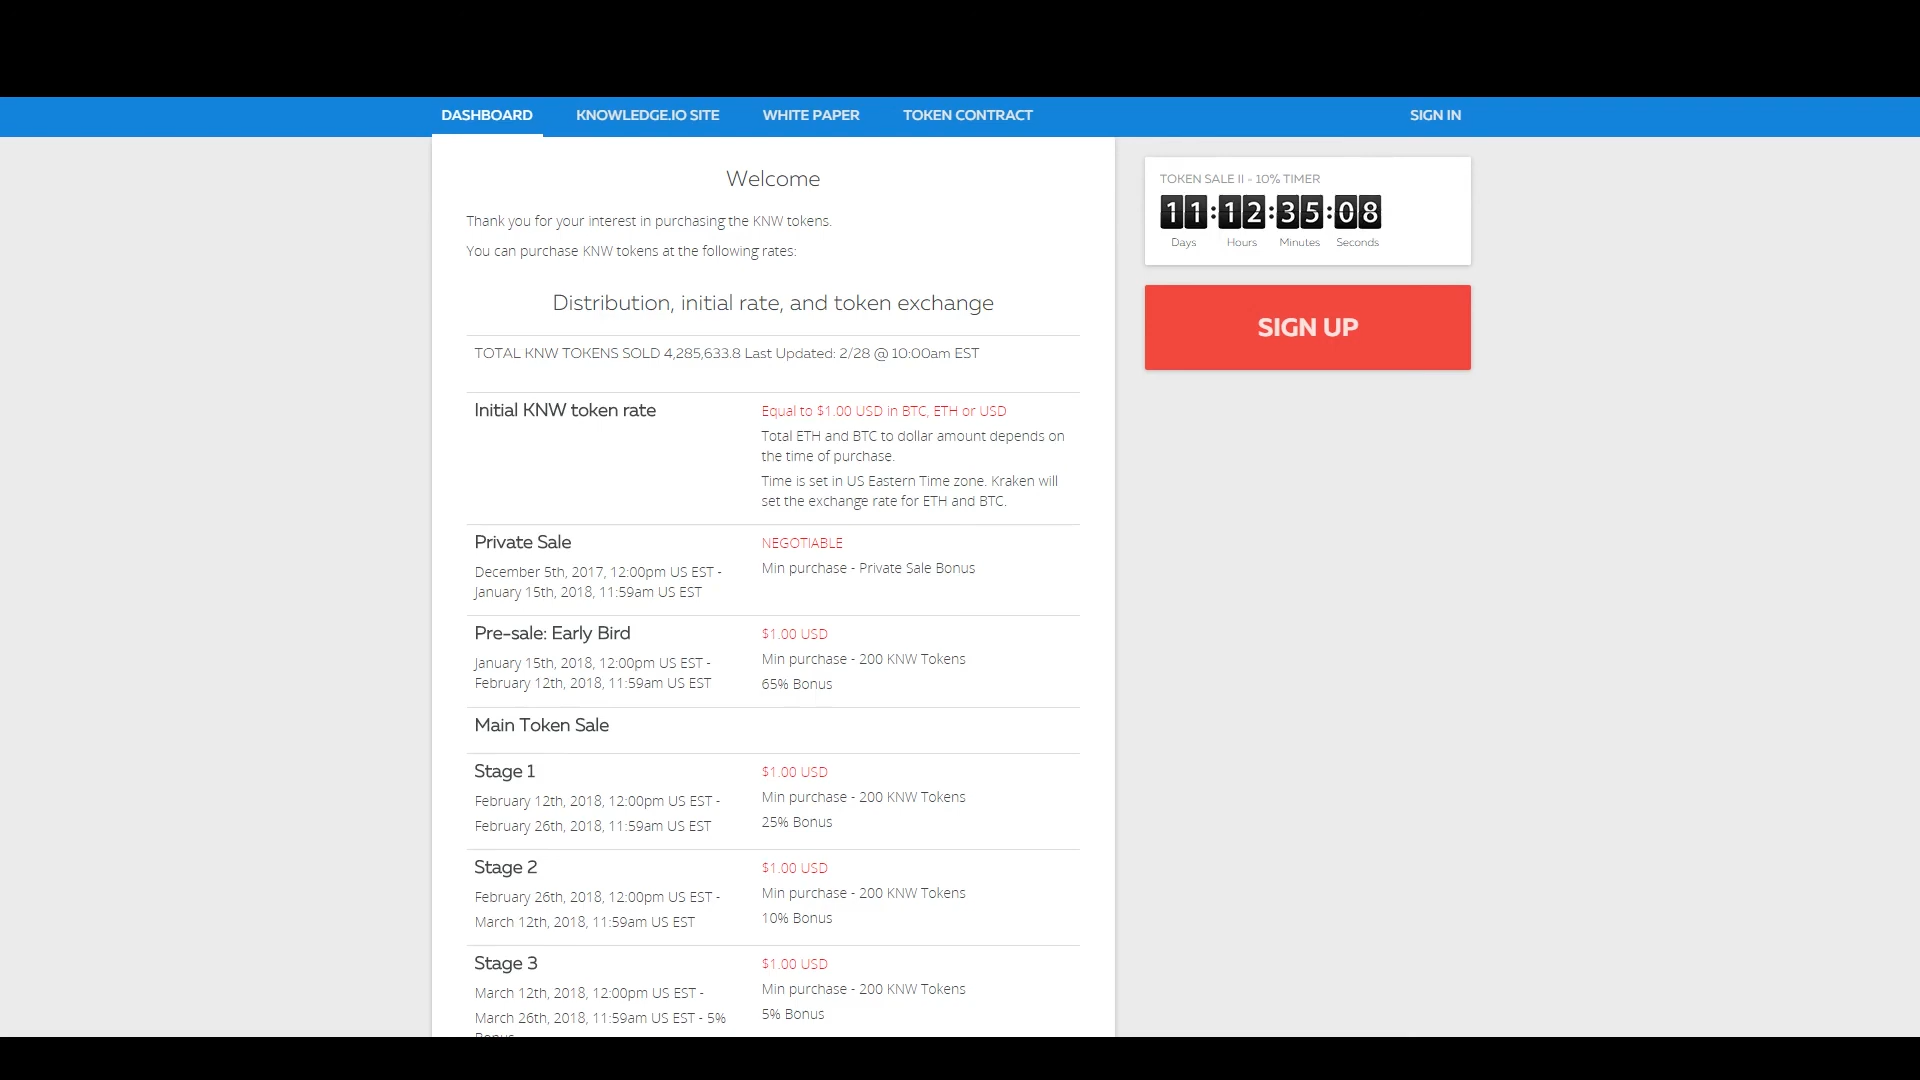 DASHBOARD KNOWLEDGE.IO SITE WHITE PAPER TOKEN CONTRACT SIGN IN
Welcome
Thank you for your interest in purchasing the KNW tokens.
You can purchase KNW tokens at the following rates:
Distribution, initial rate, and token exchange
TOTAL KNW TOKENS SOLD 4,285,633.8 Last Updated: 2/28 @ 10:00am EST
Initial KNW token rate
Equal to $1.00 USD in BTC, ETH or USD
Total ETH and BTC to dollar amount depends on
the time of purchase.
Time is set in US Eastern Time zone. Kraken will
set the exchange rate for ETH and BTC.
Private Sale
December 5th, 2017, 12:00pm US EST -
January 15th, 2018, 11:59am US EST
NEGOTIABLE
Min purchase - Private Sale Bonus
Pre-sale: Early Bird
January 15th, 2018, 12:00pm US EST -
February 12th, 2018, 11:59am US EST
$1.00 USD
Min purchase - 200 KNW Tokens
65% Bonus
Main Token Sale
Stage 1
February 12th, 2018, 12:00pm US EST -
February 26th, 2018, 11:59am US EST
$1.00 USD
Min purchase - 200 KNW Tokens
25% Bonus
Stage 2
February 26th, 2018, 12:00pm US EST -
March 12th, 2018, 11:59am US EST
$1.00 USD
Min purchase - 200 KNW Tokens
10% Bonus
Stage 3
March 12th, 2018, 12:00pm US EST -
March 26th, 2018, 11:59am US EST - 5%
Bonus
$1.00 USD
Min purchase - 200 KNW Tokens
5% Bonus
TOKEN SALE II - 10% TIMER
11:12:35:08
Days Hours Minutes Seconds
SIGN UP